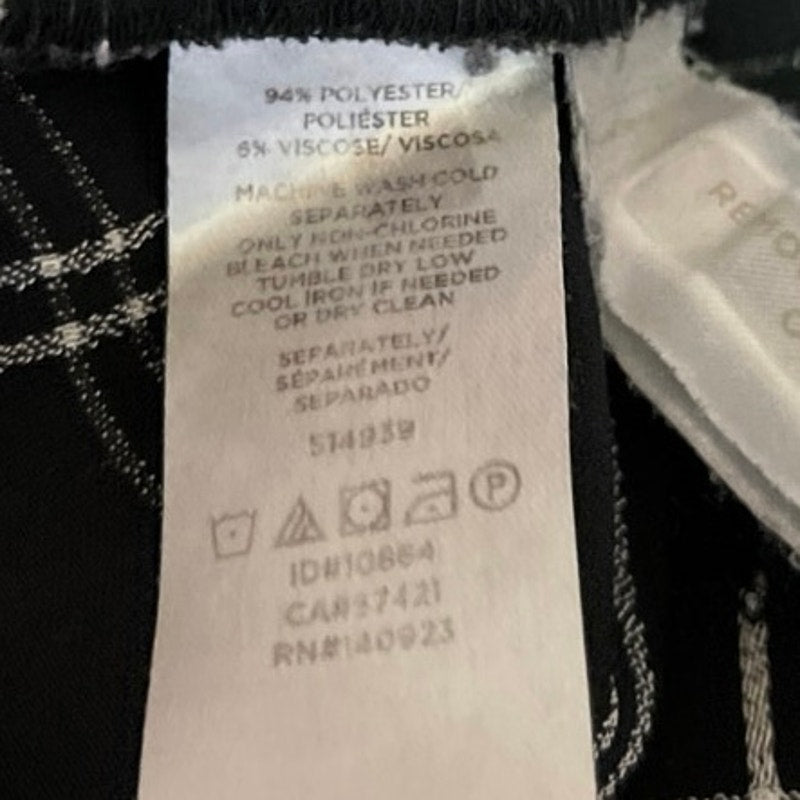 94% POLYESTER/
POLIÉSTER
6% VISCOSE/ VISCOSA
MACHINE WASH COLD
SEPARATELY
ONLY NON-CHLORINE
BLEACH WHEN NEEDED
TUMBLE DRY LOW
COOL IRON IF NEEDED
OR DRY CLEAN
SEPARATELY/
SÉPARÉMENT/
SEPARADO
514939
P
ID#10864
CA#37421
RN#140923